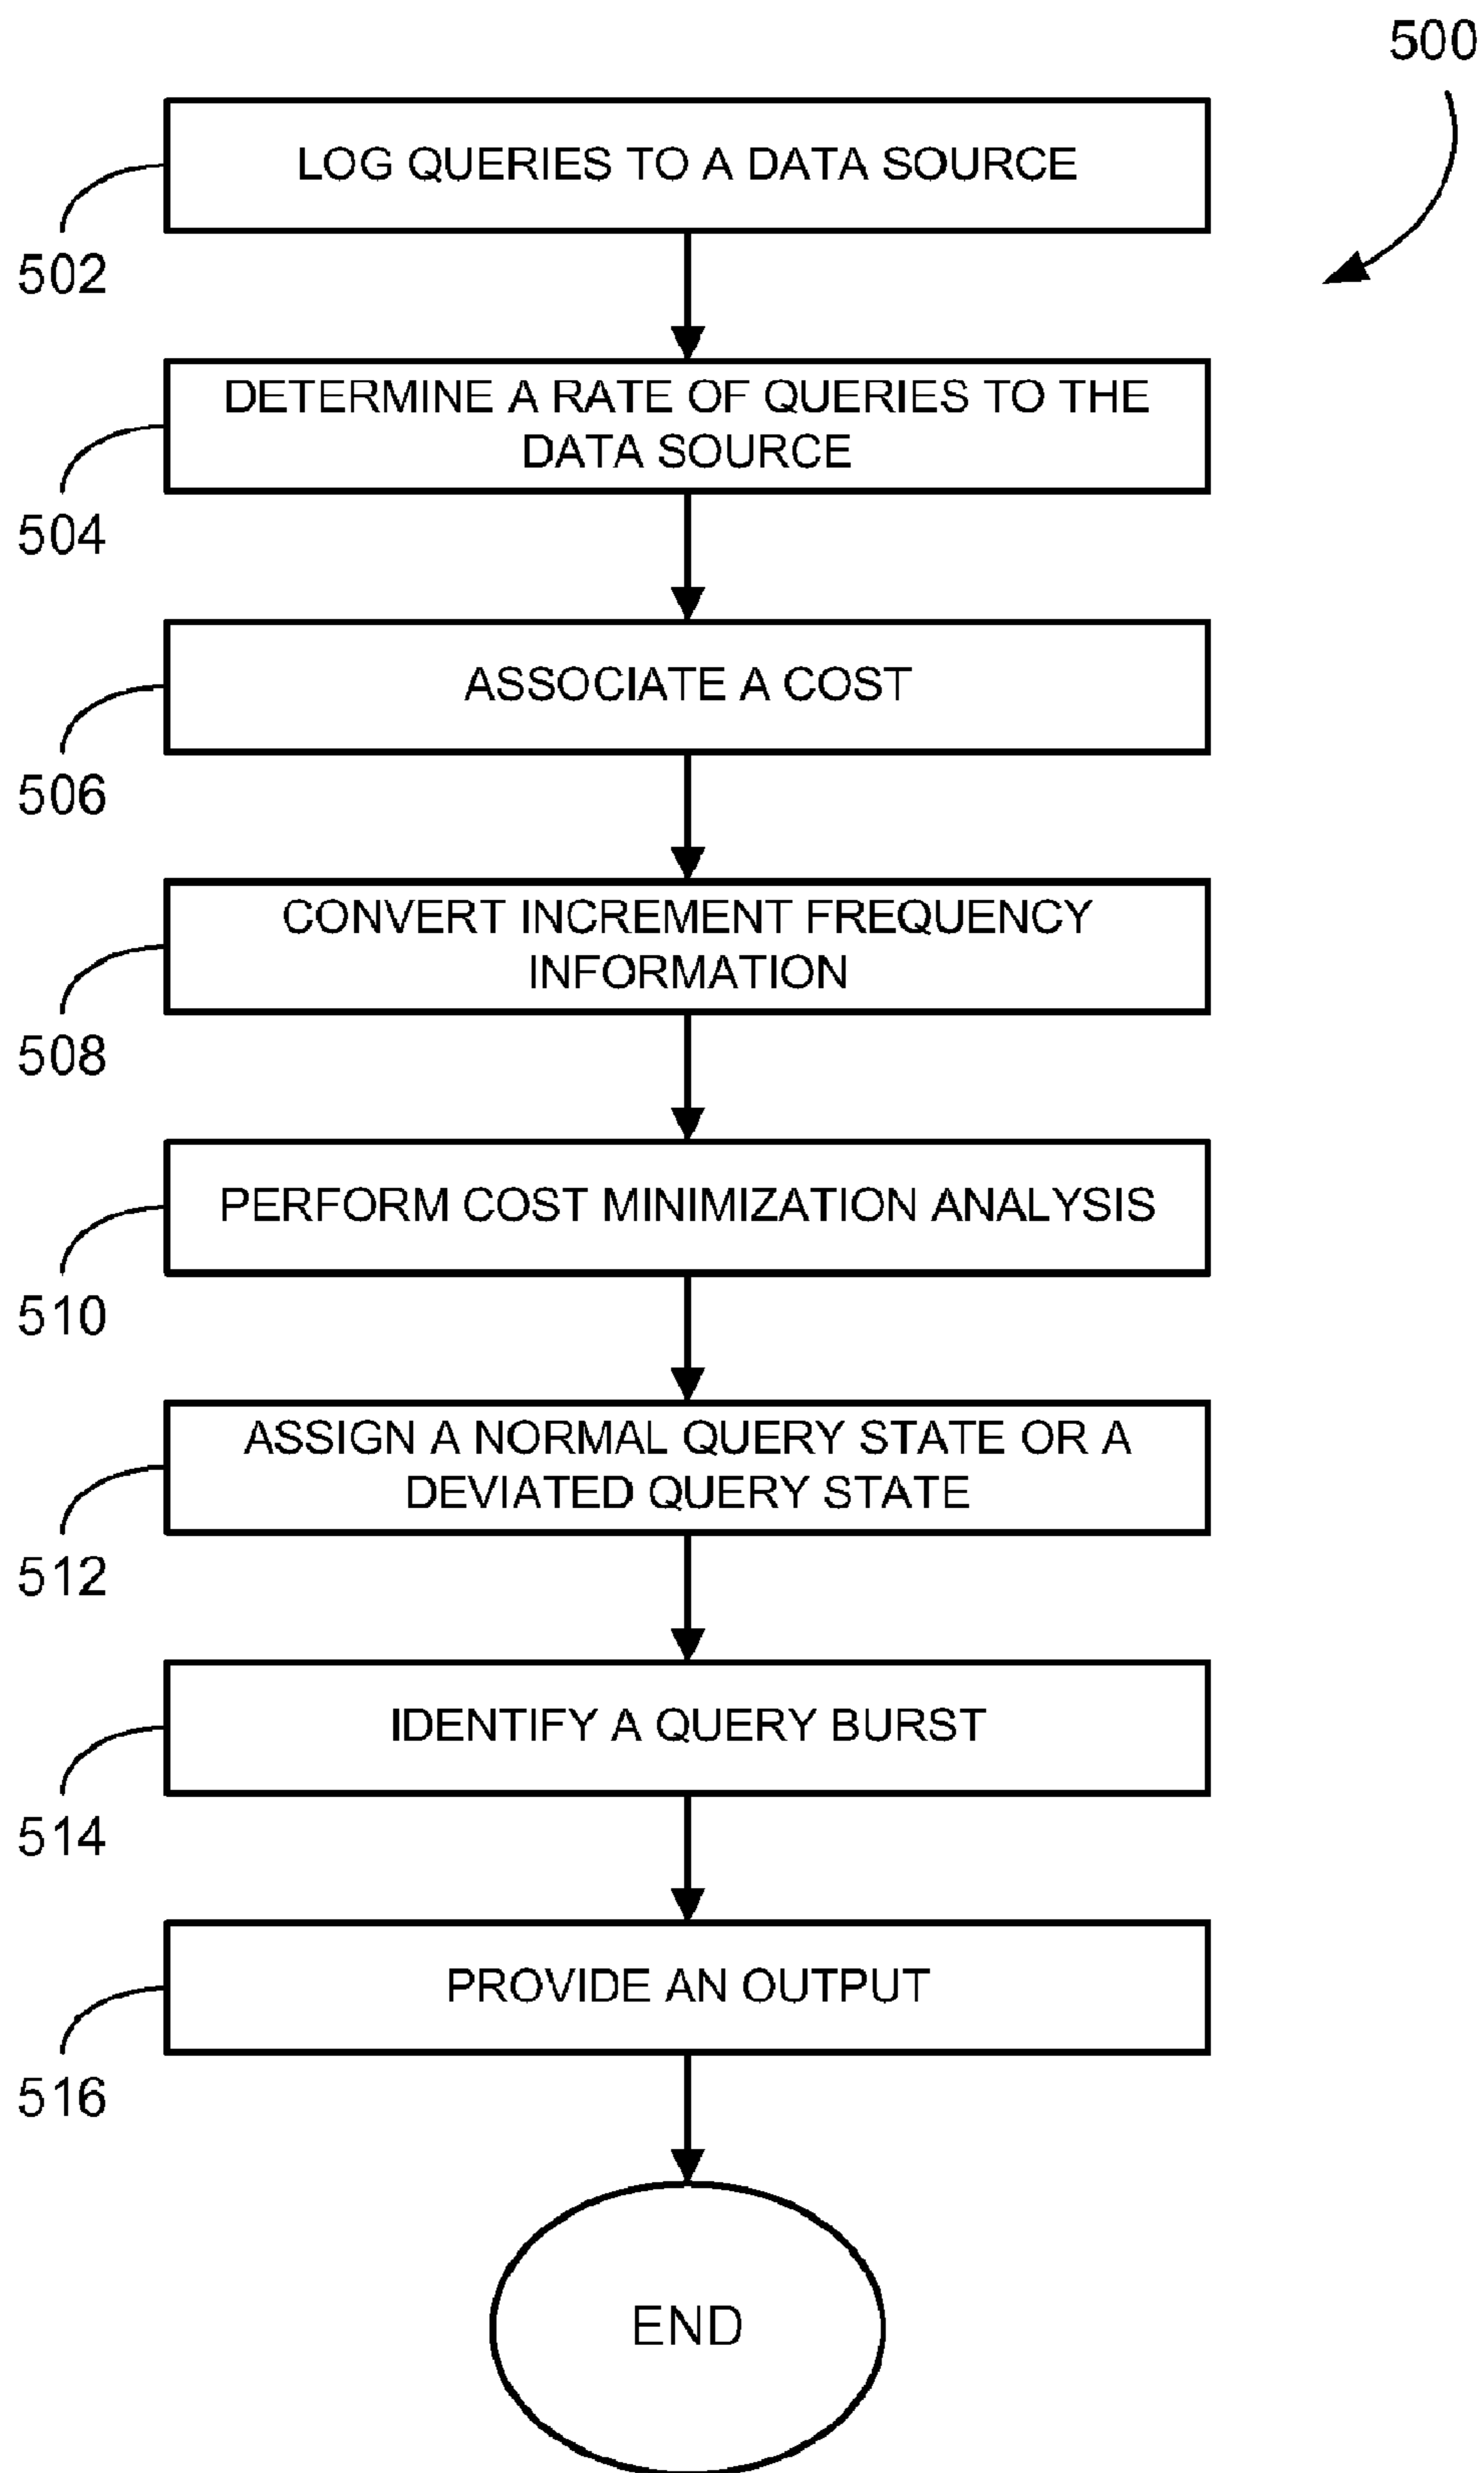 500
LOG QUERIES TO A DATA SOURCE
502
DETERMINE A RATE OF QUERIES TO THE
DATA SOURCE
504
ASSOCIATE A COST
506
CONVERT INCREMENT FREQUENCY
INFORMATION
508
PERFORM COST MINIMIZATION ANALYSIS
510
ASSIGN A NORMAL QUERY STATE OR A
DEVIATED QUERY STATE
512
IDENTIFY A QUERY BURST
514
PROVIDE AN OUTPUT
516
END